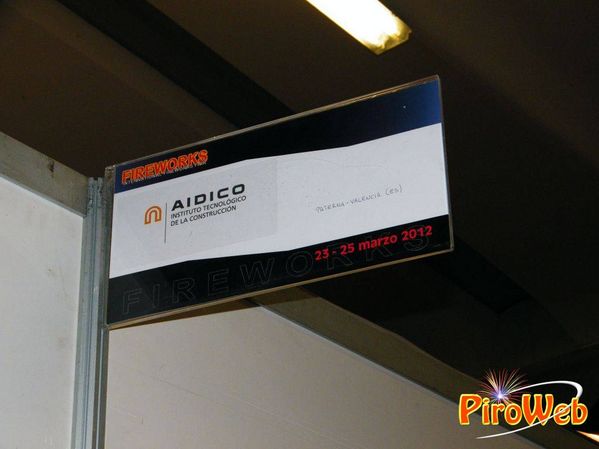 FIREWORKS
AIDICO
INSTITUTO TECNOLÓGICO
DE LA CONSTRUCCIÓN
PATERNA - VALENCIA (ES)
23 - 25 marzo 2012
FIREWORKS
PiroWeb